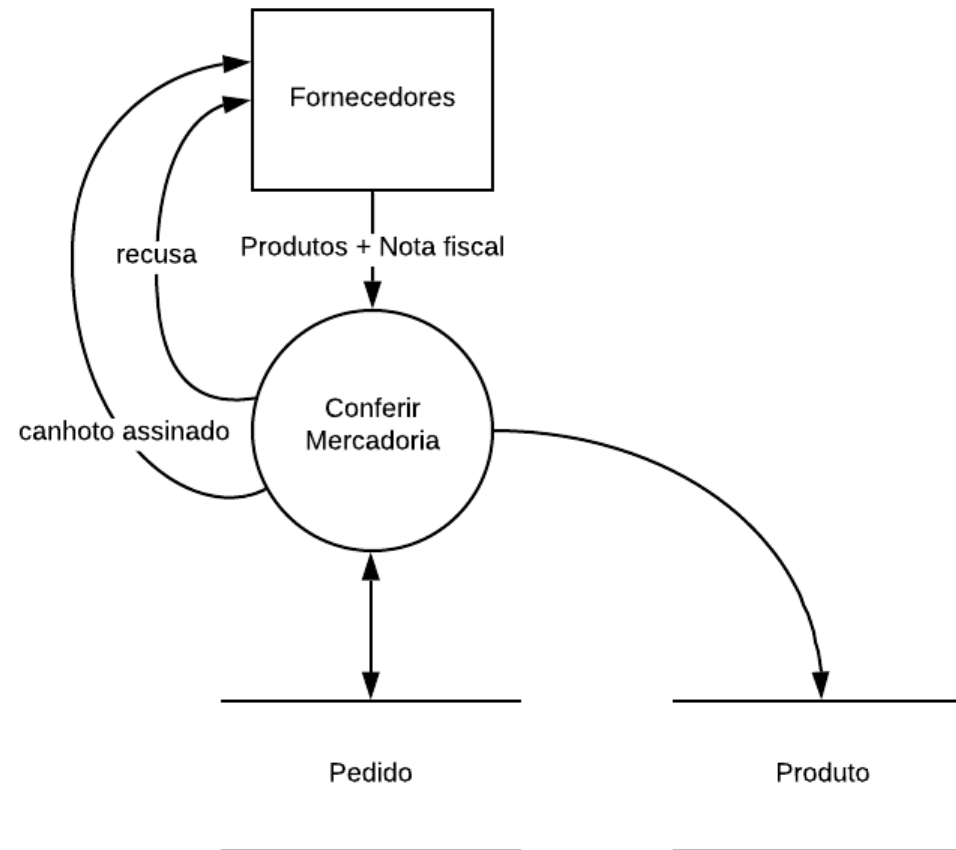 Fornecedores
recusa
Produtos + Nota fiscal
Conferir
Mercadoria
canhoto assinado
Pedido
Produto